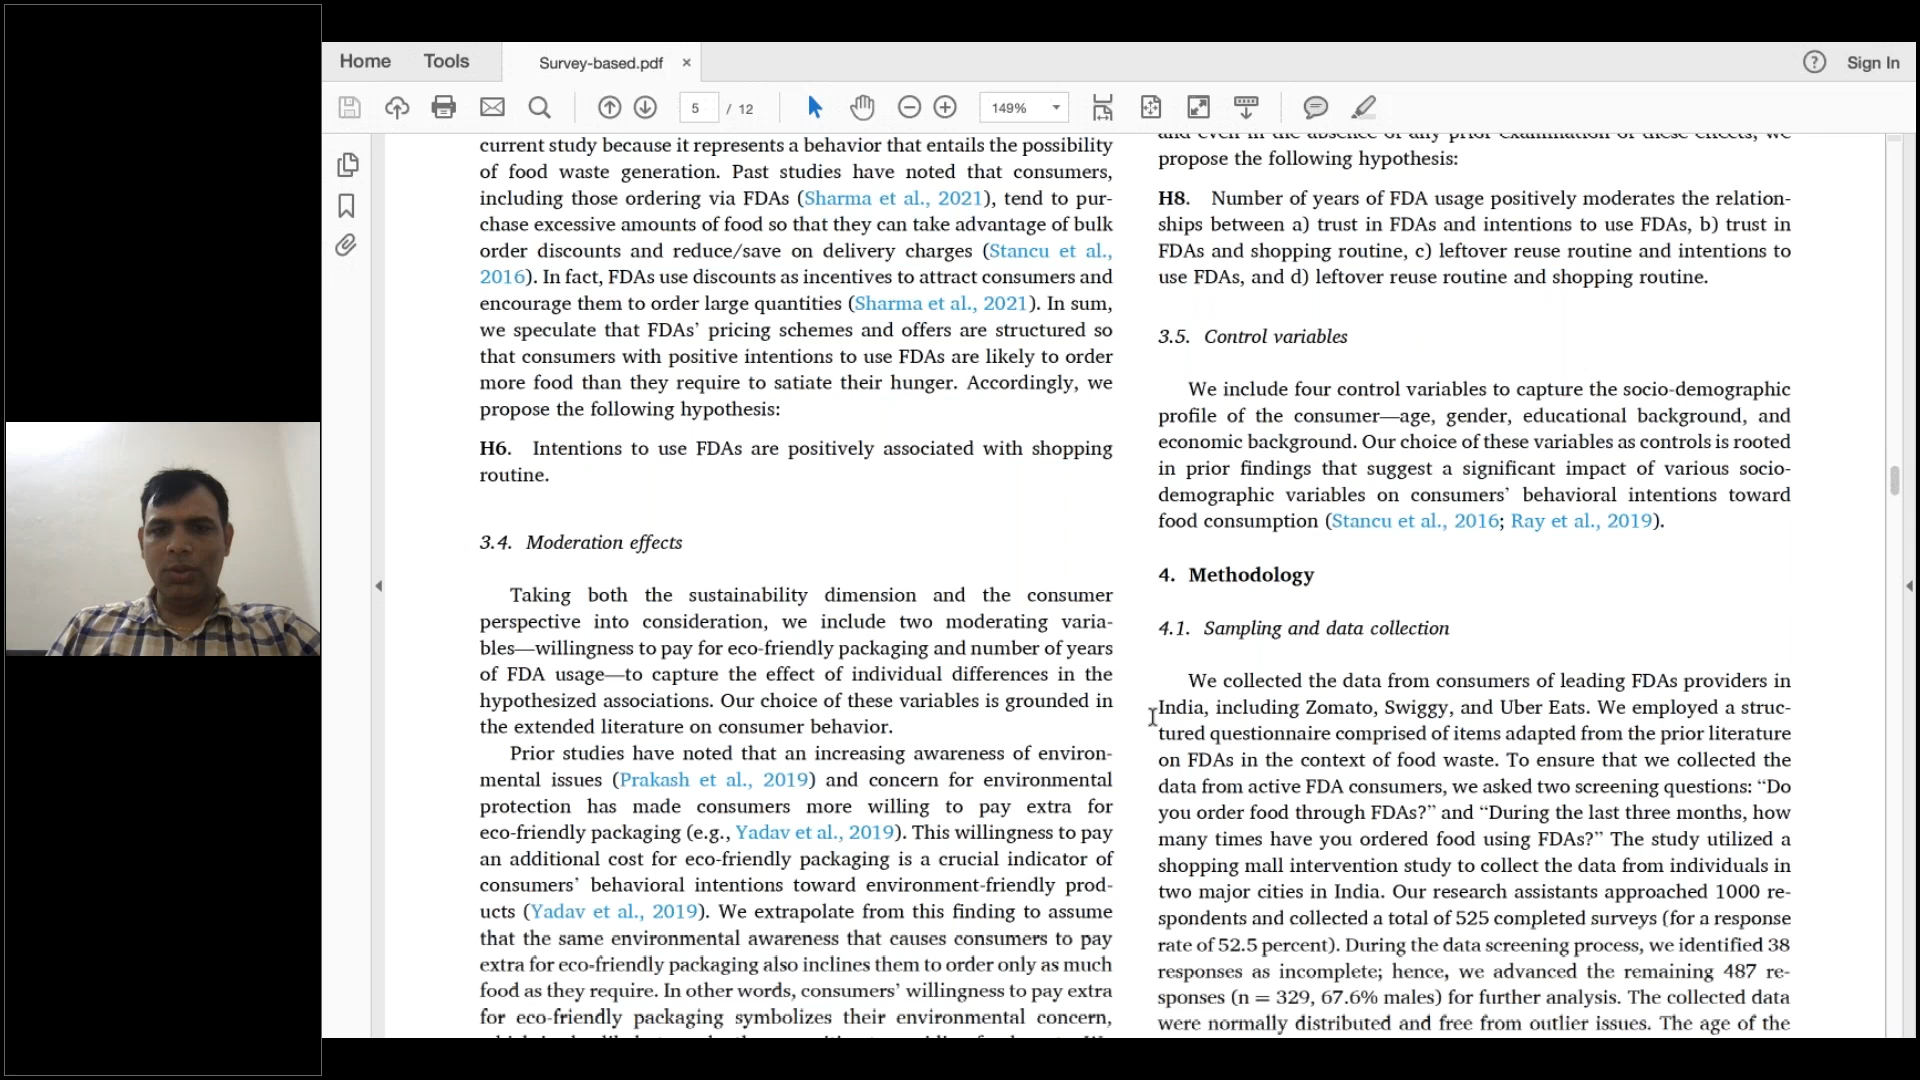 Home Tools Survey-based.pdf × Sign In
5 / 12 149%
current study because it represents a behavior that entails the possibility
of food waste generation. Past studies have noted that consumers,
including those ordering via FDAs (Sharma et al., 2021), tend to pur-
chase excessive amounts of food so that they can take advantage of bulk
order discounts and reduce/save on delivery charges (Stancu et al.,
2016). In fact, FDAs use discounts as incentives to attract consumers and
encourage them to order large quantities (Sharma et al., 2021). In sum,
we speculate that FDAs’ pricing schemes and offers are structured so
that consumers with positive intentions to use FDAs are likely to order
more food than they require to satiate their hunger. Accordingly, we
propose the following hypothesis:
H6. Intentions to use FDAs are positively associated with shopping
routine.
3.4. Moderation effects
Taking both the sustainability dimension and the consumer
perspective into consideration, we include two moderating varia-
bles—willingness to pay for eco-friendly packaging and number of years
of FDA usage—to capture the effect of individual differences in the
hypothesized associations. Our choice of these variables is grounded in
the extended literature on consumer behavior.
Prior studies have noted that an increasing awareness of environ-
mental issues (Prakash et al., 2019) and concern for environmental
protection has made consumers more willing to pay extra for
eco-friendly packaging (e.g., Yadav et al., 2019). This willingness to pay
an additional cost for eco-friendly packaging is a crucial indicator of
consumers’ behavioral intentions toward environment-friendly prod-
ucts (Yadav et al., 2019). We extrapolate from this finding to assume
that the same environmental awareness that causes consumers to pay
extra for eco-friendly packaging also inclines them to order only as much
food as they require. In other words, consumers’ willingness to pay extra
for eco-friendly packaging symbolizes their environmental concern,
and even in the absence of any prior examination of these effects, we
propose the following hypothesis:
H8. Number of years of FDA usage positively moderates the relation-
ships between a) trust in FDAs and intentions to use FDAs, b) trust in
FDAs and shopping routine, c) leftover reuse routine and intentions to
use FDAs, and d) leftover reuse routine and shopping routine.
3.5. Control variables
We include four control variables to capture the socio-demographic
profile of the consumer—age, gender, educational background, and
economic background. Our choice of these variables as controls is rooted
in prior findings that suggest a significant impact of various socio-
demographic variables on consumers’ behavioral intentions toward
food consumption (Stancu et al., 2016; Ray et al., 2019).
4. Methodology
4.1. Sampling and data collection
We collected the data from consumers of leading FDAs providers in
India, including Zomato, Swiggy, and Uber Eats. We employed a struc-
tured questionnaire comprised of items adapted from the prior literature
on FDAs in the context of food waste. To ensure that we collected the
data from active FDA consumers, we asked two screening questions: “Do
you order food through FDAs?” and “During the last three months, how
many times have you ordered food using FDAs?” The study utilized a
shopping mall intervention study to collect the data from individuals in
two major cities in India. Our research assistants approached 1000 re-
spondents and collected a total of 525 completed surveys (for a response
rate of 52.5 percent). During the data screening process, we identified 38
responses as incomplete; hence, we advanced the remaining 487 re-
sponses (n = 329, 67.6% males) for further analysis. The collected data
were normally distributed and free from outlier issues. The age of the